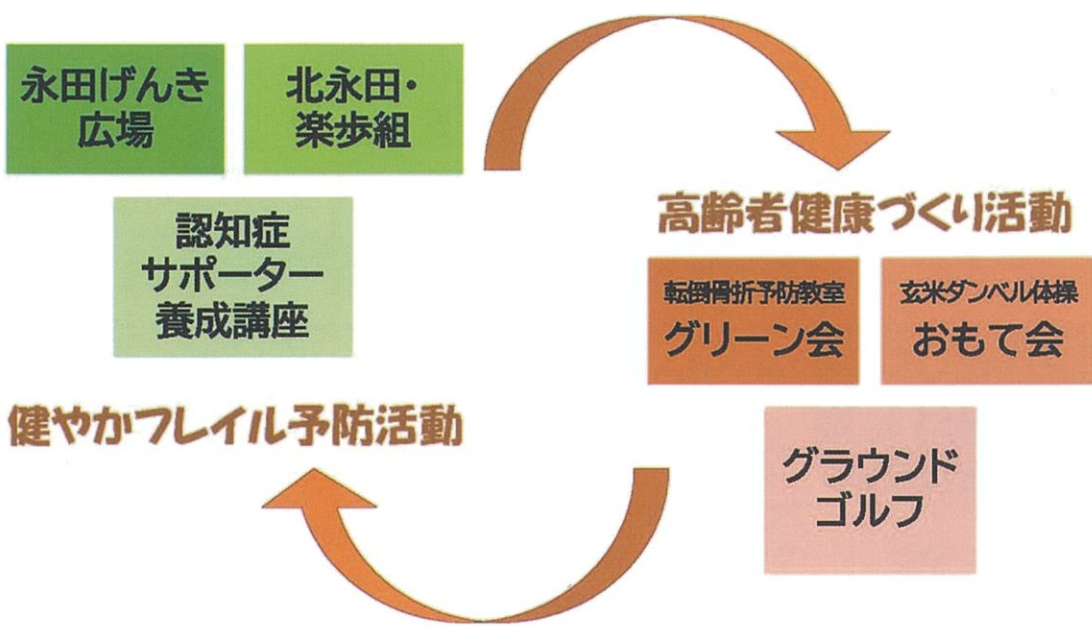 永田げんき
広場
北永田・
楽歩組
認知症
サポーター
養成講座
健やかフレイル予防活動
高齢者健康づくり活動
転倒骨折予防教室
グリーン会
玄米ダンベル体操
おもて会
グラウンド
ゴルフ